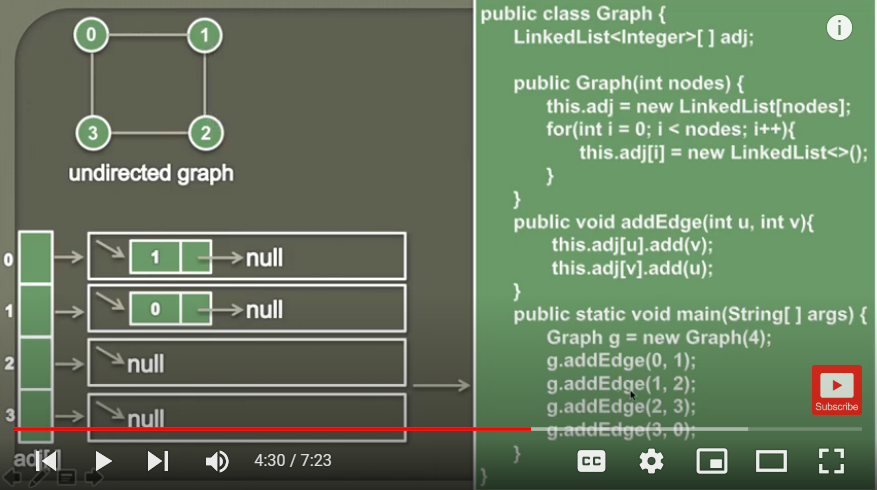 0 1
3 2
undirected graph
0 1 null
1 0 null
2 null
3 null
public class Graph {
LinkedList<Integer>[ ] adj;
public Graph(int nodes) {
this.adj = new LinkedList[nodes];
for(int i = 0; i < nodes; i++){
this.adj[i] = new LinkedList<>();
}
}
public void addEdge(int u, int v){
this.adj[u].add(v);
this.adj[v].add(u);
}
public static void main(String[ ] args) {
Graph g = new Graph(4);
g.addEdge(0, 1);
g.addEdge(1, 2);
g.addEdge(2, 3);
g.addEdge(3, 0);
}
}
i
Subscribe
4:30 / 7:23
CC